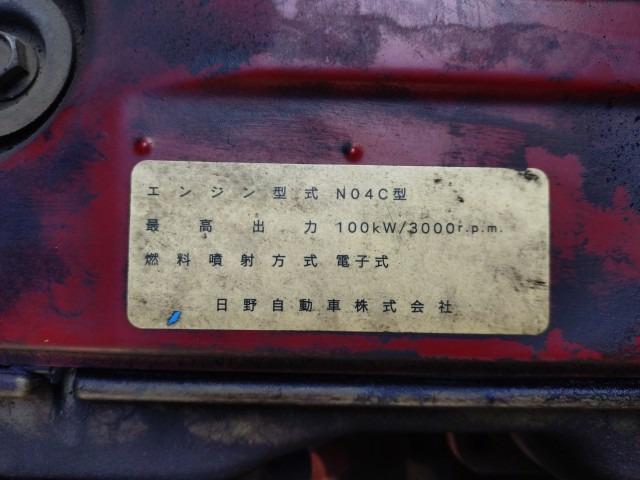 エンジン型式 N04C型
最高出力 100kW/3000r.p.m.
燃料噴射方式 電子式
日野自動車株式会社